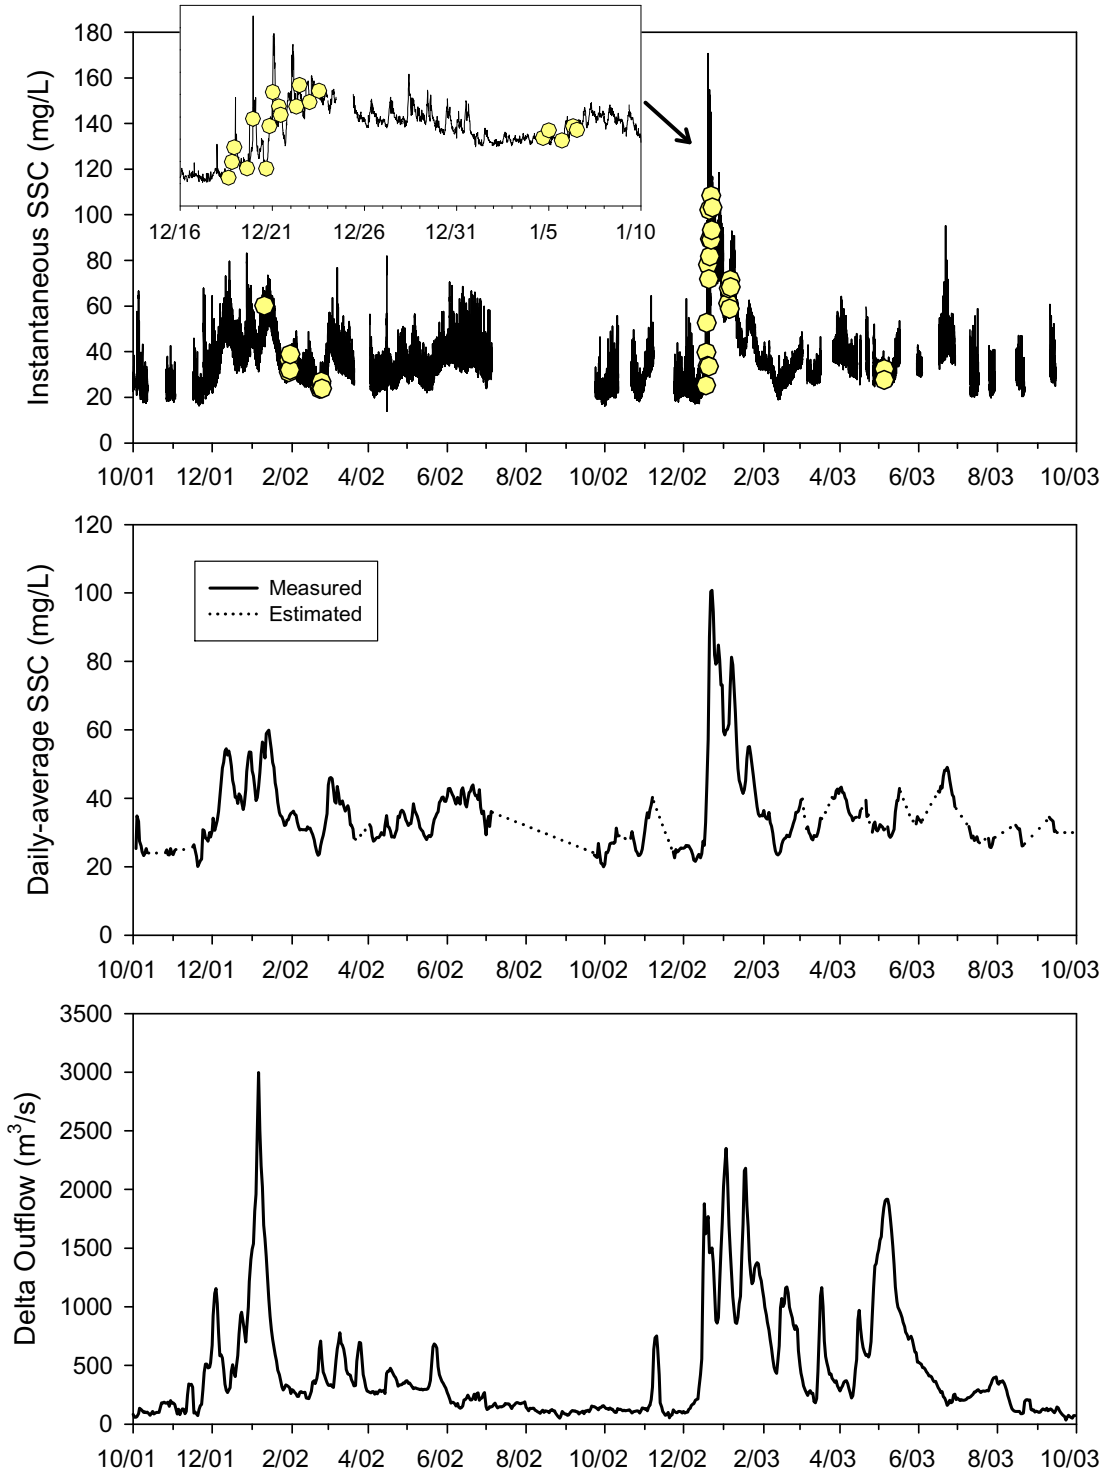 180
160
140
120
100
80
60
40
20
0
Instantaneous SSC (mg/L)
12/16 12/21 12/26 12/31 1/5 1/10
10/01 12/01 2/02 4/02 6/02 8/02 10/02 12/02 2/03 4/03 6/03 8/03 10/03
120
100
80
60
40
20
0
Daily-average SSC (mg/L)
Measured
Estimated
10/01 12/01 2/02 4/02 6/02 8/02 10/02 12/02 2/03 4/03 6/03 8/03 10/03
3500
3000
2500
2000
1500
1000
500
0
Delta Outflow (m³/s)
10/01 12/01 2/02 4/02 6/02 8/02 10/02 12/02 2/03 4/03 6/03 8/03 10/03